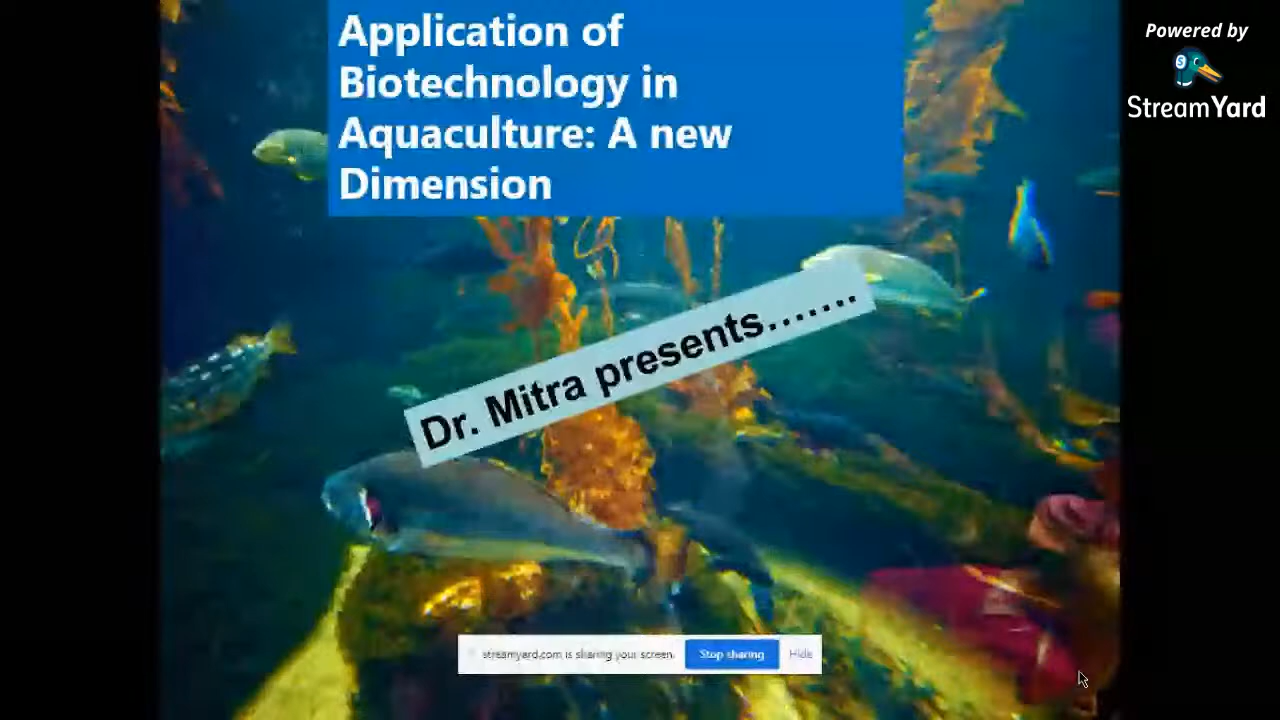 Application of
Biotechnology in
Aquaculture: A new
Dimension
Powered by
StreamYard
Dr. Mitra presents........
streamyard.com is sharing your screen.
Stop sharing
Hide